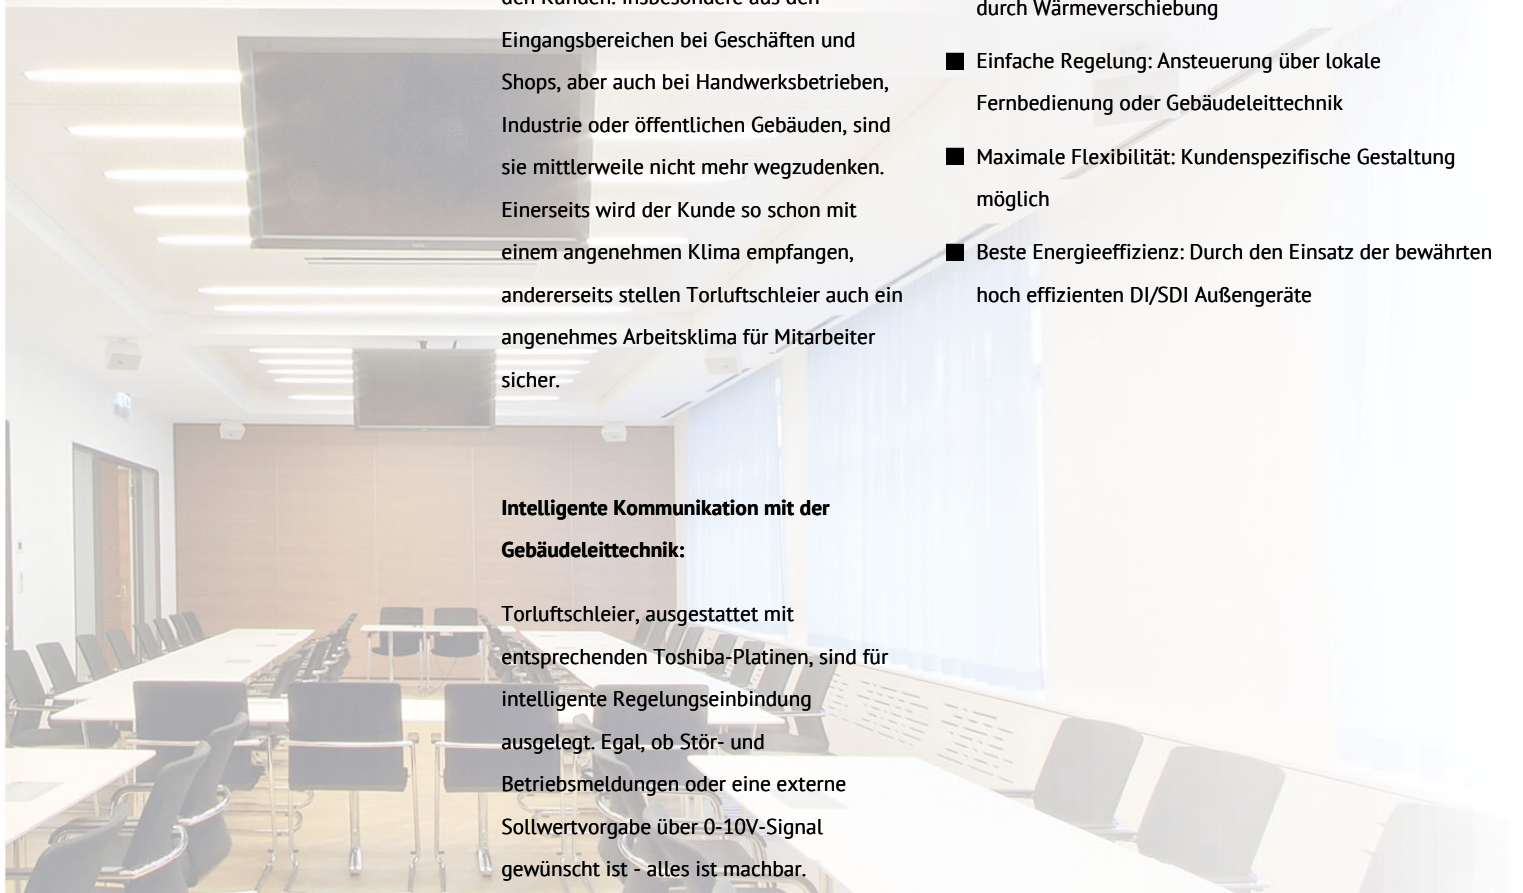 den Kunden. Insbesondere aus den
Eingangsbereichen bei Geschäften und
Shops, aber auch bei Handwerksbetrieben,
Industrie oder öffentlichen Gebäuden, sind
sie mittlerweile nicht mehr wegzudenken.
Einerseits wird der Kunde so schon mit
einem angenehmen Klima empfangen,
andererseits stellen Torluftschleier auch ein
angenehmes Arbeitsklima für Mitarbeiter
sicher.
Intelligente Kommunikation mit der
Gebäudeleittechnik:
Torluftschleier, ausgestattet mit
entsprechenden Toshiba-Platinen, sind für
intelligente Regelungseinbindung
ausgelegt. Egal, ob Stör- und
Betriebsmeldungen oder eine externe
Sollwertvorgabe über 0-10V-Signal
gewünscht ist - alles ist machbar.
durch Wärmeverschiebung
■ Einfache Regelung: Ansteuerung über lokale
Fernbedienung oder Gebäudeleittechnik
■ Maximale Flexibilität: Kundenspezifische Gestaltung
möglich
■ Beste Energieeffizienz: Durch den Einsatz der bewährten
hoch effizienten DI/SDI Außengeräte